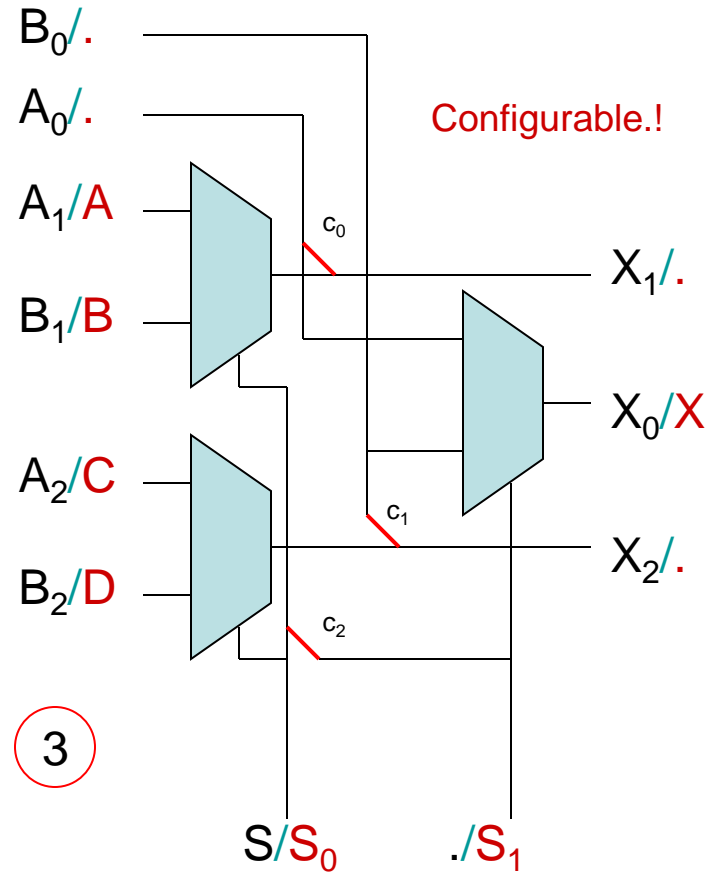 B₀/.
A₀/.
Configurable.!
A₁/A
c₀
X₁/.
B₁/B
X₀/X
A₂/C
c₁
X₂/.
B₂/D
c₂
3
S/S₀
./S₁